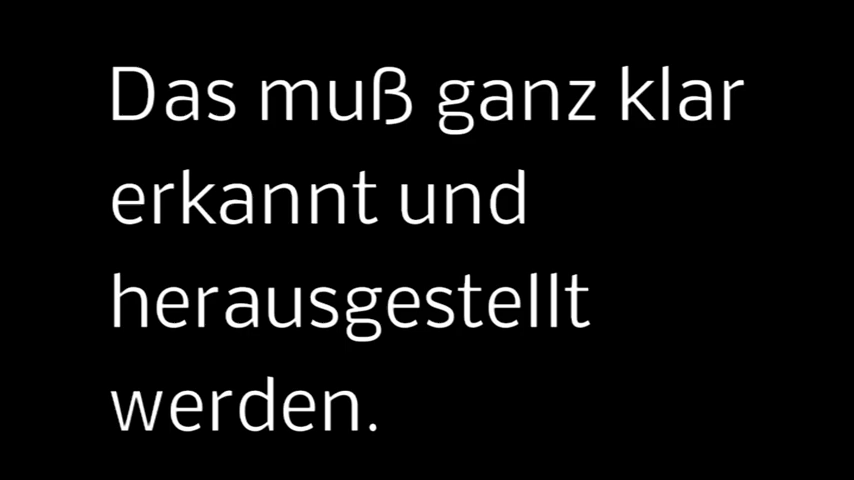 Das muß ganz klar
erkannt und
herausgestellt
werden.